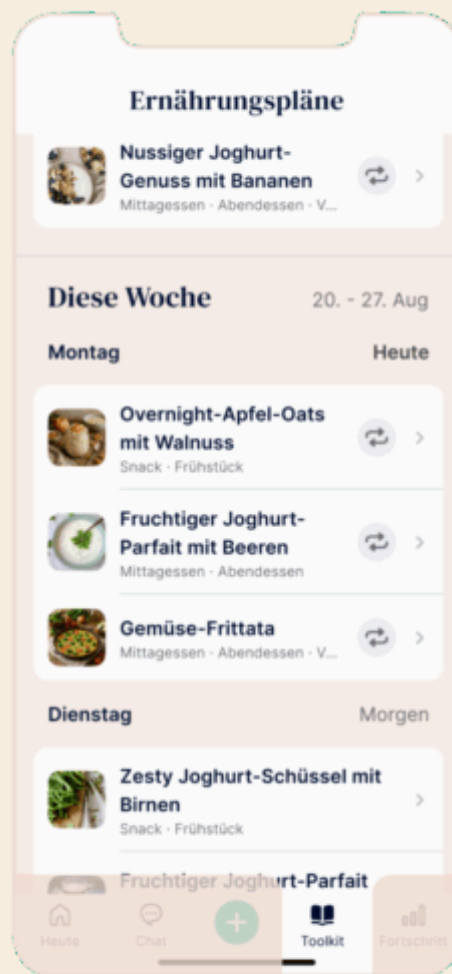 Ernährungspläne
Nussiger Joghurt-
Genuss mit Bananen
Mittagessen · Abendessen · V...
Diese Woche 20. - 27. Aug
Montag Heute
Overnight-Apfel-Oats
mit Walnuss
Snack · Frühstück
Fruchtiger Joghurt-
Parfait mit Beeren
Mittagessen · Abendessen
Gemüse-Frittata
Mittagessen · Abendessen · V...
Dienstag Morgen
Zesty Joghurt-Schüssel mit
Birnen
Snack · Frühstück
Fruchtiger Joghurt-Parfait
Heute Chat Toolkit Fortschritt